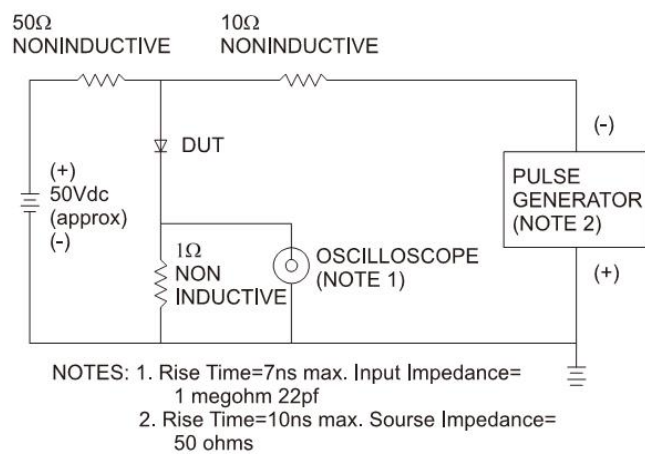 50Ω
NONINDUCTIVE
10Ω
NONINDUCTIVE
DUT
(+)
50Vdc
(approx)
(-)
1Ω
NON
INDUCTIVE
OSCILLOSCOPE
(NOTE 1)
(-)
PULSE
GENERATOR
(NOTE 2)
(+)
NOTES: 1. Rise Time=7ns max. Input Impedance=
1 megohm 22pf
2. Rise Time=10ns max. Sourse Impedance=
50 ohms